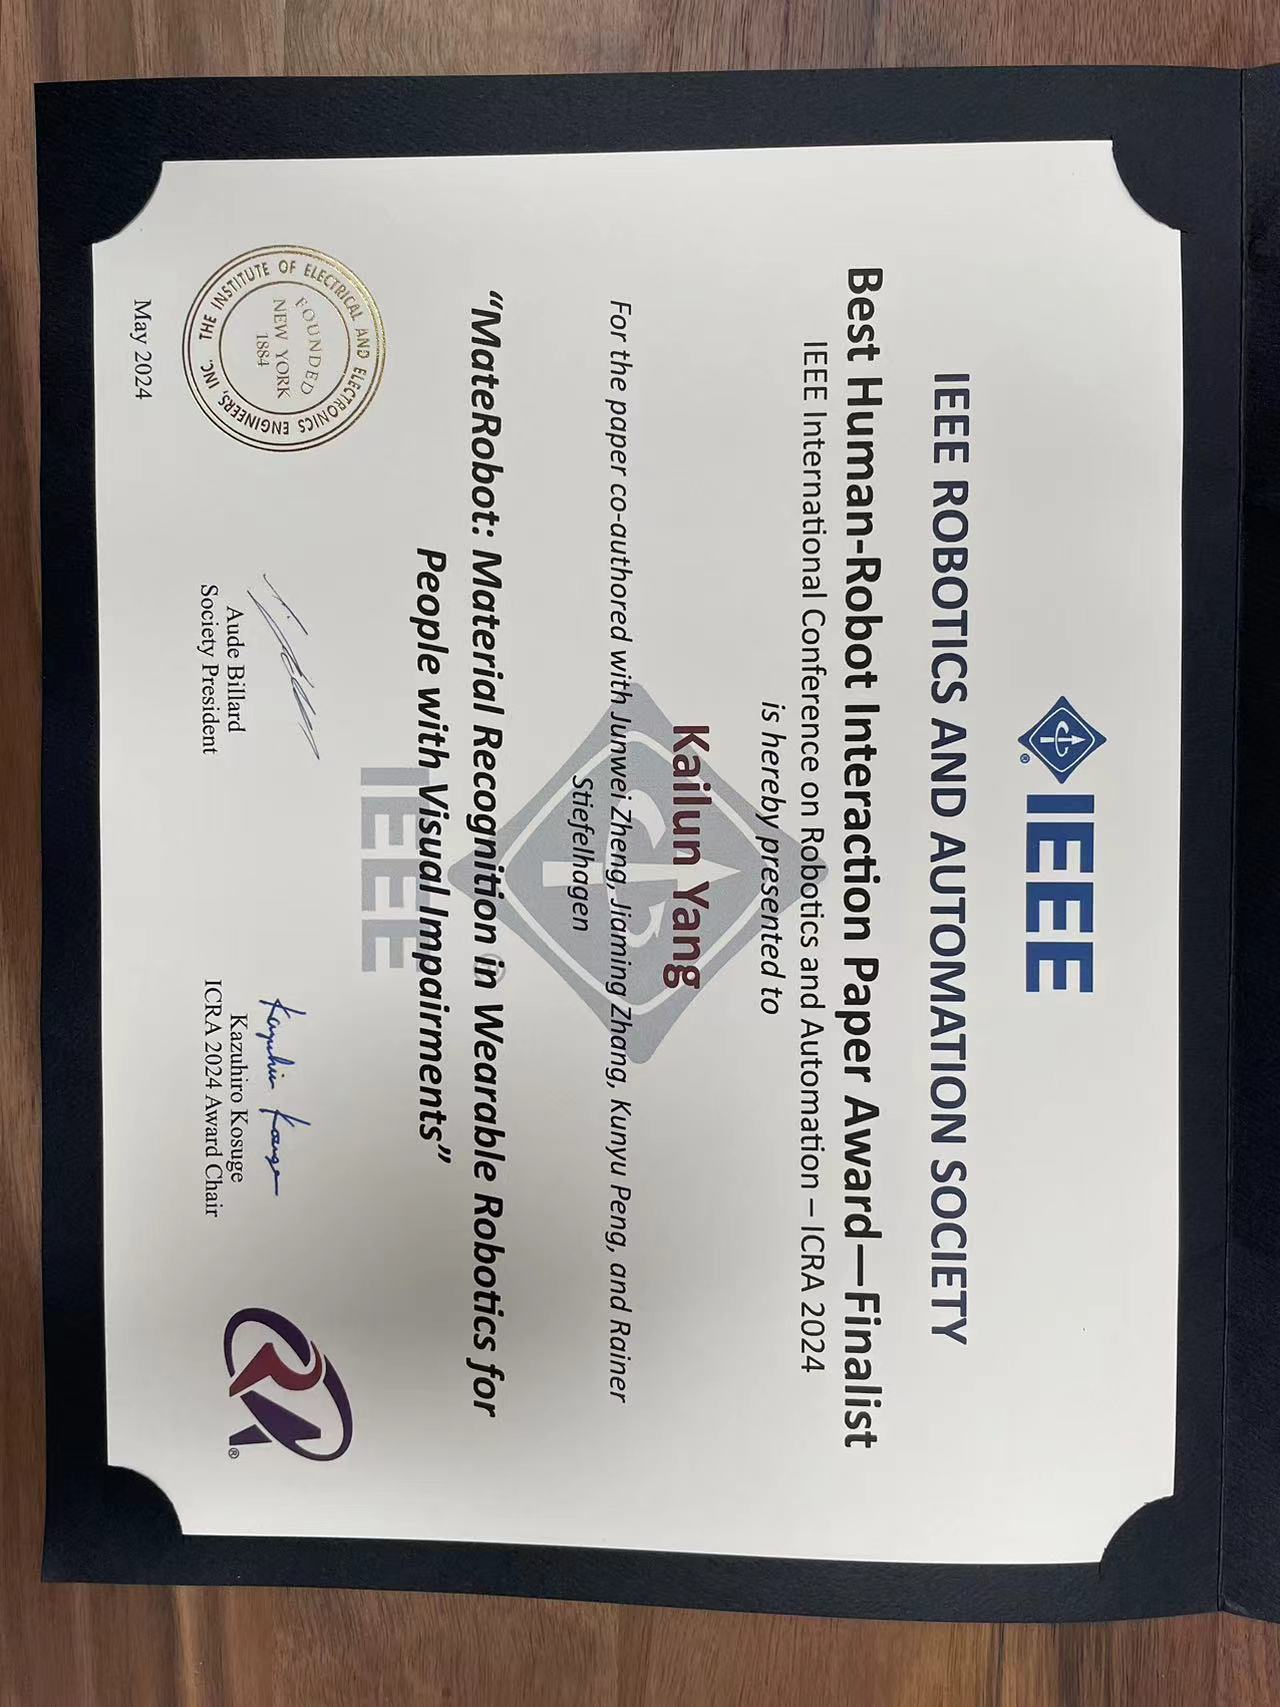 IEEE
IEEE ROBOTICS AND AUTOMATION SOCIETY
Best Human-Robot Interaction Paper Award—Finalist
IEEE International Conference on Robotics and Automation – ICRA 2024
is hereby presented to
Kailun Yang
For the paper co-authored with Junwei Zheng, Jiaming Zhang, Kunyu Peng, and Rainer
Stiefelhagen
“MateRobot: Material Recognition in Wearable Robotics for
People with Visual Impairments”
IEEE
THE INSTITUTE OF ELECTRICAL AND ELECTRONICS ENGINEERS, INC.
FOUNDED
NEW YORK
1884
May 2024
Aude Billard
Society President
Kazuhiro Kosuge
Kazuhiro Kosuge
ICRA 2024 Award Chair
RA®